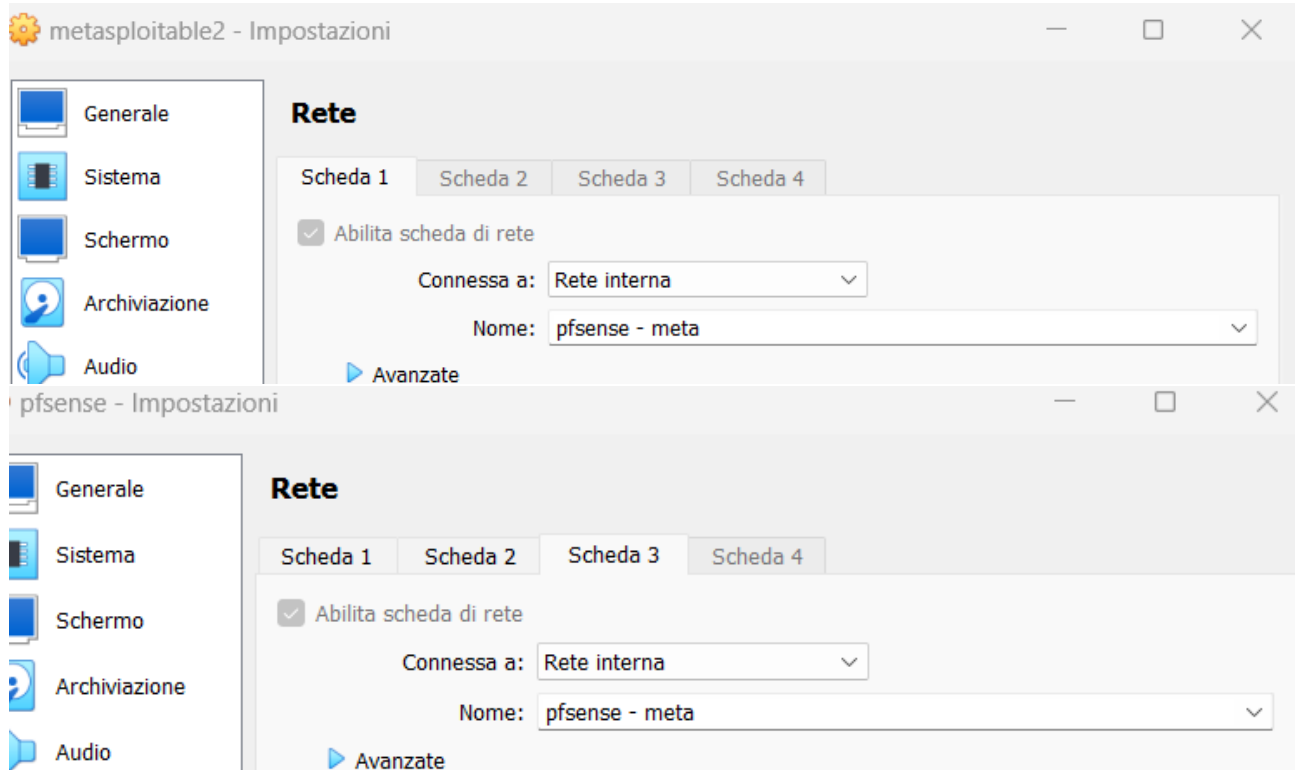 metasploitable2 - Impostazioni
Generale
Rete
Sistema
Scheda 1 Scheda 2 Scheda 3 Scheda 4
Schermo
Abilita scheda di rete
Connessa a: Rete interna
Archiviazione
Nome: pfsense - meta
Audio
Avanzate
pfsense - Impostazioni
Generale
Rete
Sistema
Scheda 1 Scheda 2 Scheda 3 Scheda 4
Schermo
Abilita scheda di rete
Connessa a: Rete interna
Archiviazione
Nome: pfsense - meta
Audio
Avanzate